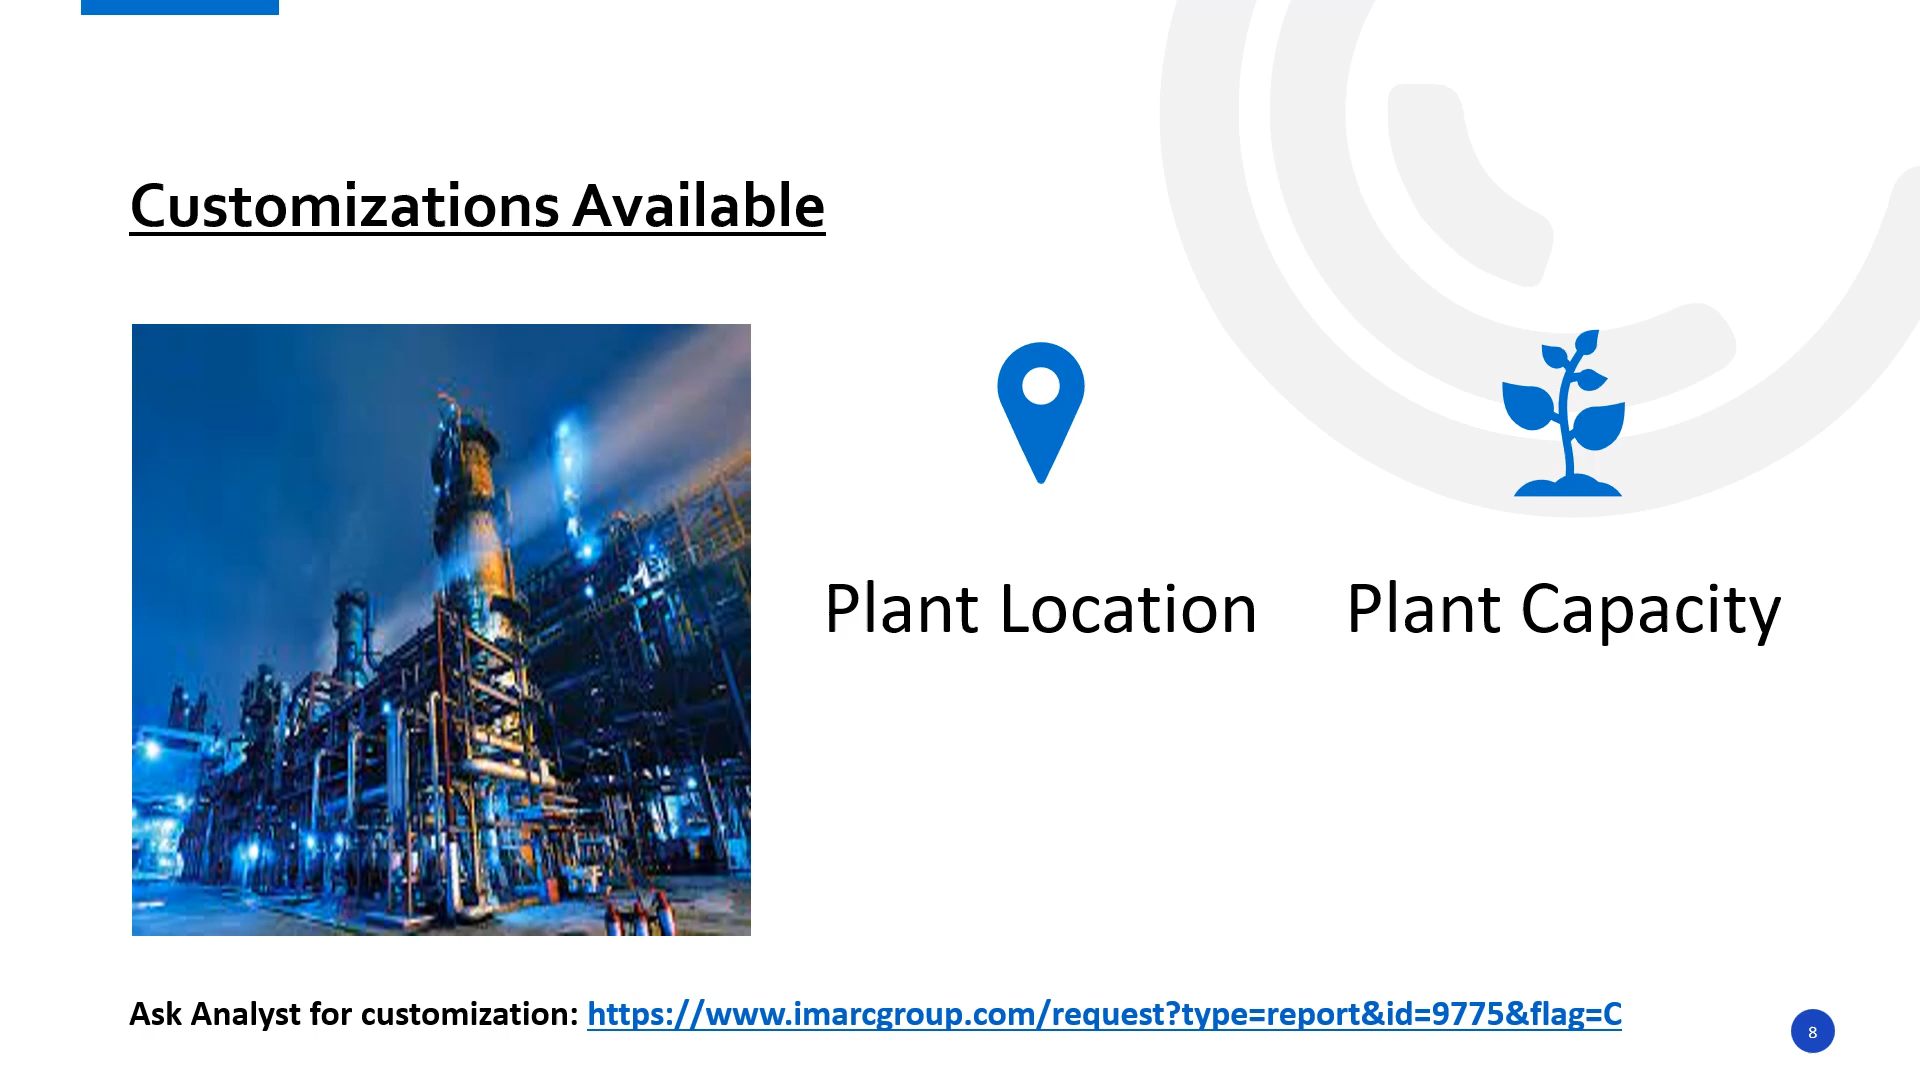 Customizations Available
Plant Location
Plant Capacity
Ask Analyst for customization: https://www.imarcgroup.com/request?type=report&id=9775&flag=C
8